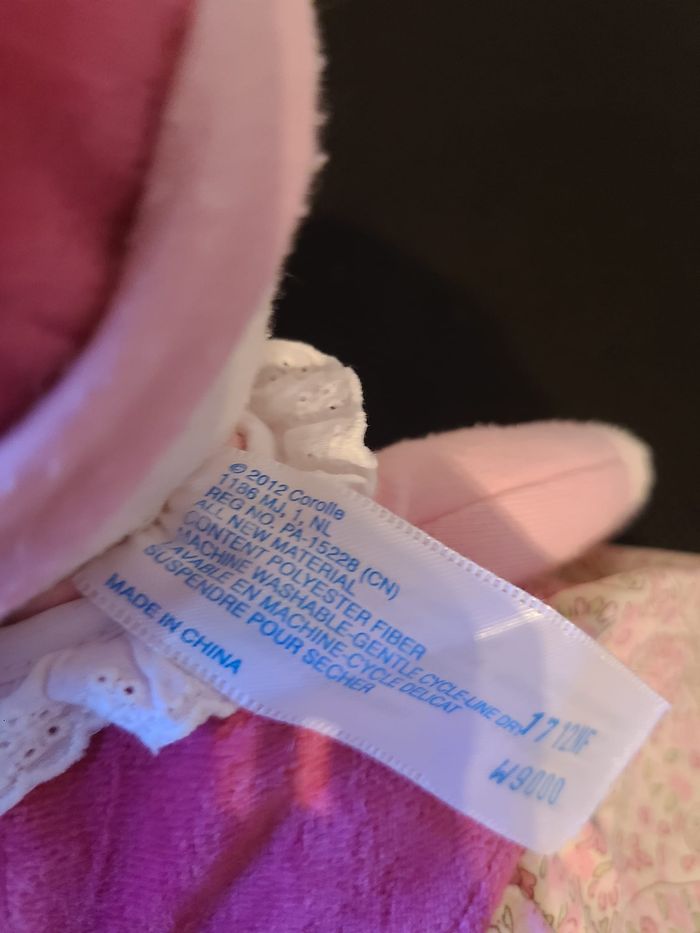 © 2012 Corolle
1186 MJ, 1, NL
REG NO. PA-15228 (CN)
ALL NEW MATERIAL
CONTENT POLYESTER FIBER
MACHINE WASHABLE-GENTLE CYCLE-LINE DRY
LAVABLE EN MACHINE-CYCLE DELICAT
SUSPENDRE POUR SECHER
MADE IN CHINA
W9000